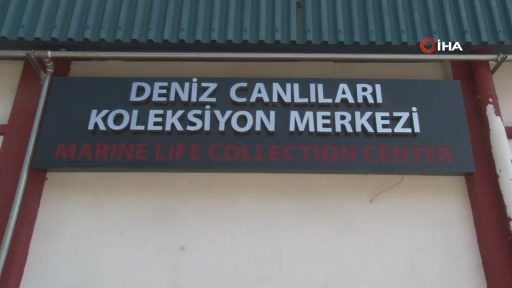 İHA
DENİZ CANLILARI
KOLEKSİYON MERKEZİ
MARINE LIFE COLLECTION CENTER